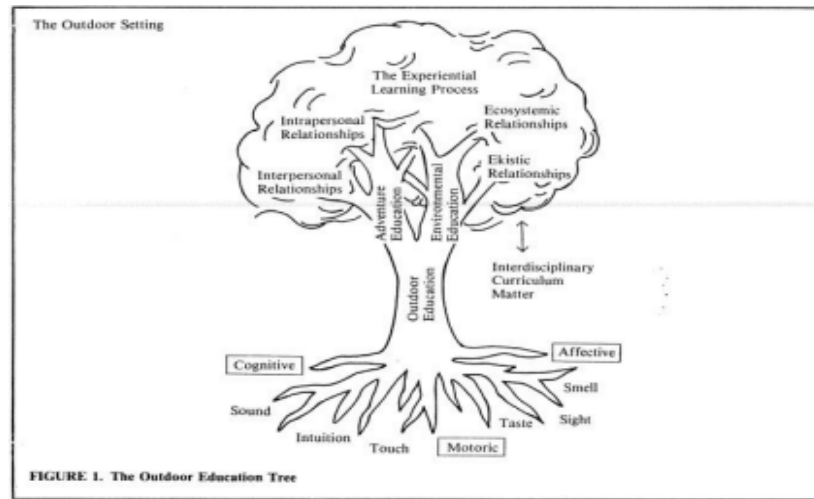 The Outdoor Setting
The Experiential
Learning Process
Intrapersonal
Relationships
Ecosystemic
Relationships
Interpersonal
Relationships
Ekistic
Relationships
Adventure
Education
Environmental
Education
Interdisciplinary
Curriculum
Matter
Outdoor
Education
Cognitive
Affective
Smell
Sound
Taste
Sight
Intuition
Touch
Motoric
FIGURE 1. The Outdoor Education Tree